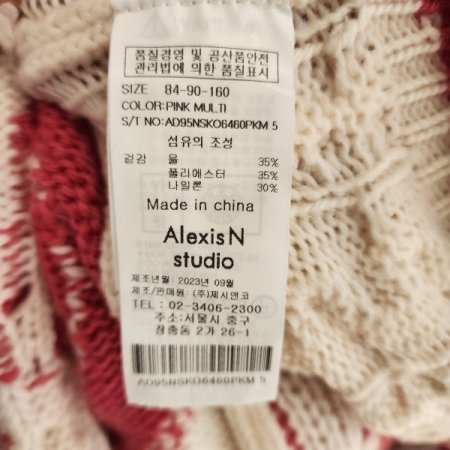 품질경영 및 공산품안전
관리법에 의한 품질표시
SIZE 84-90-160
COLOR:PINK MULTI
S/T NO:AD95NSKO6460PKM 5
섬유의 조성
겉감 울 35%
폴리에스터 35%
나일론 30%
Made in china
AlexisN
studio
제조년월: 2023년 09월
제조/판매원: (주)제시앤코
TEL : 02-3406-2300
주소:서울시 중구
장충동 2가 26-1
AD95NSKO6460PKM 5